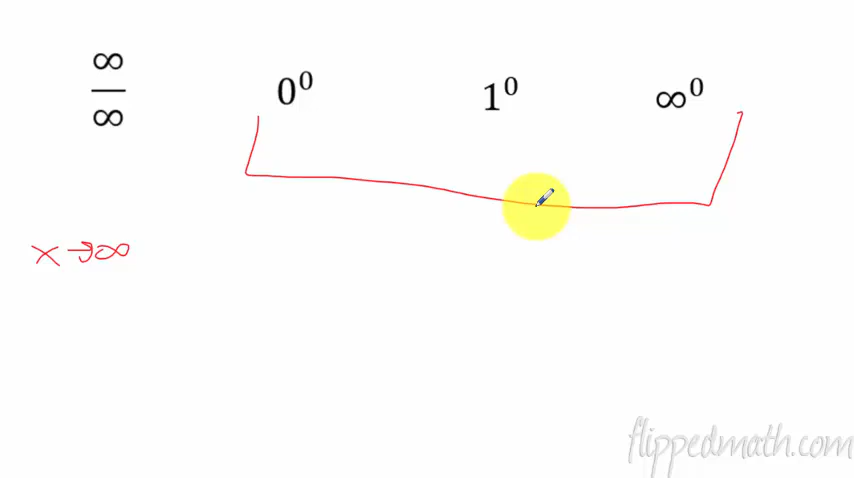 ∞/∞ 0⁰ 1⁰ ∞⁰
x→∞
flippedmath.com